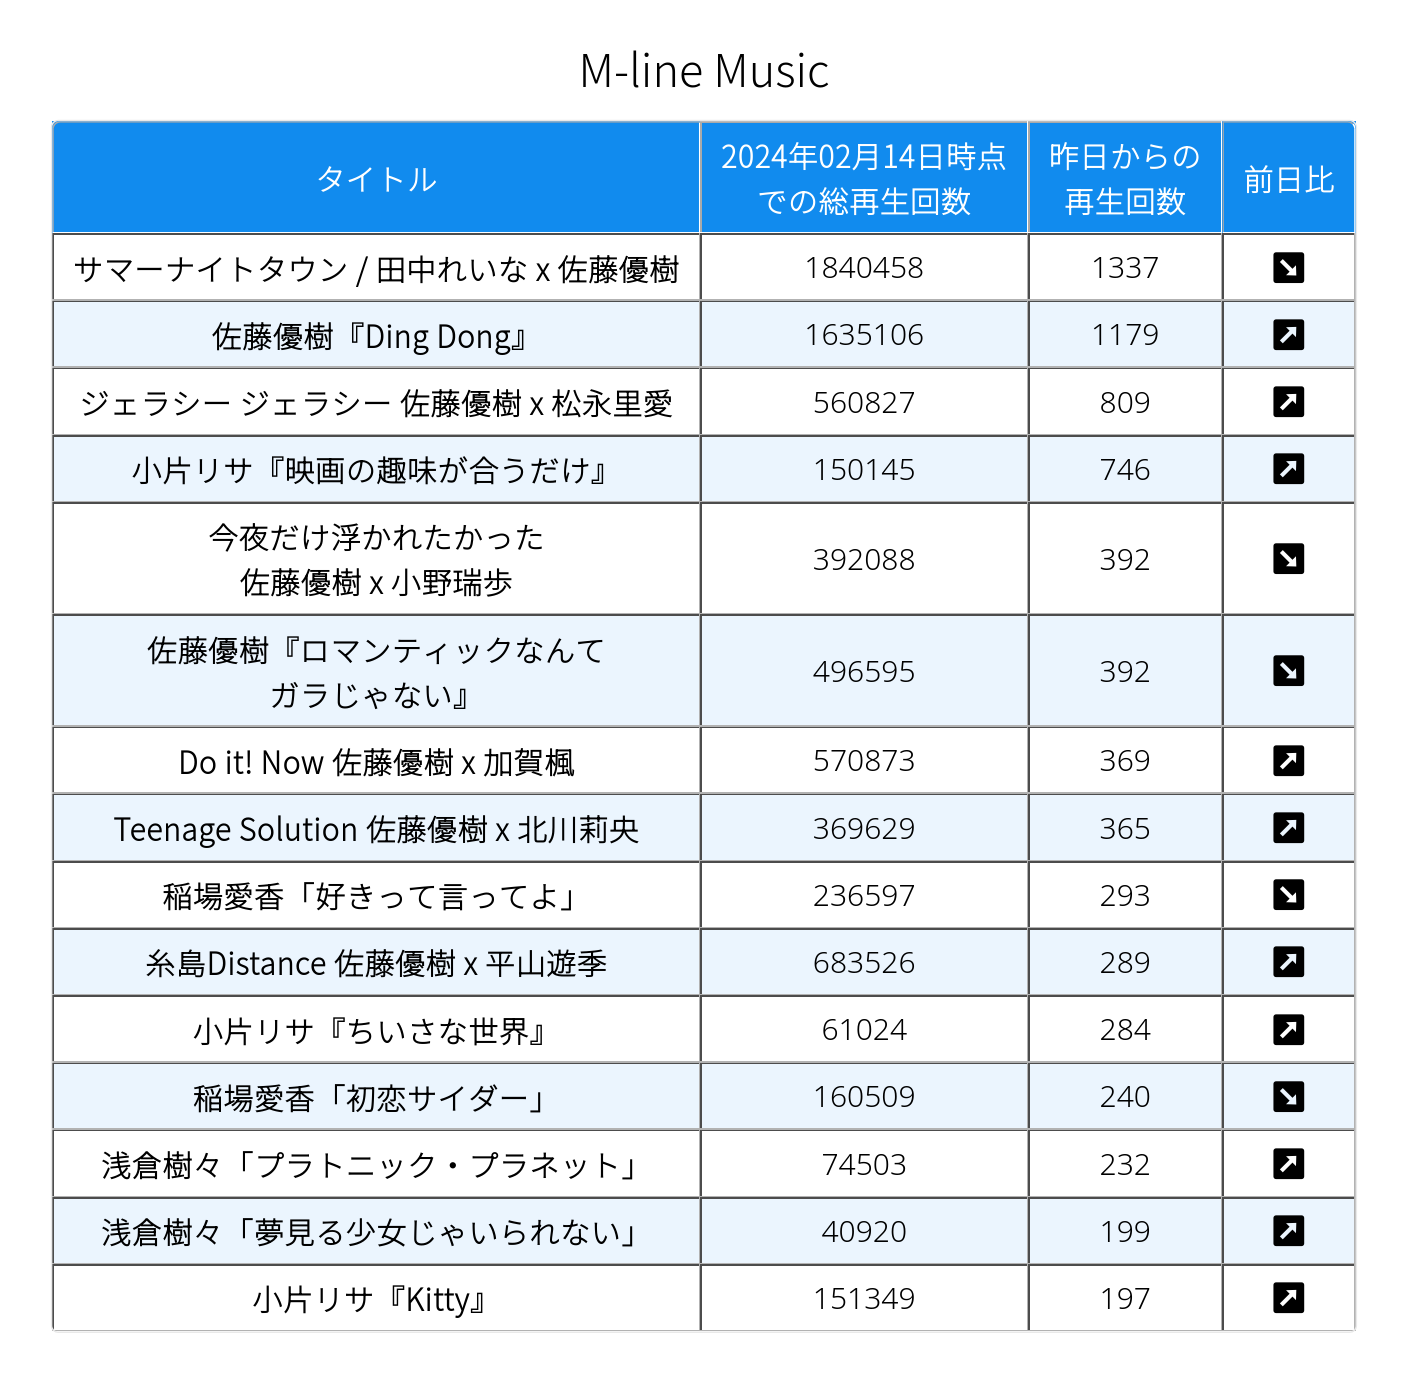 M-line Music
タイトル 2024年02月14日時点 での総再生回数 昨日からの 再生回数 前日比
サマーナイトタウン / 田中れいな x 佐藤優樹 1840458 1337 ↘
佐藤優樹『Ding Dong』 1635106 1179 ↗
ジェラシー ジェラシー 佐藤優樹 x 松永里愛 560827 809 ↗
小片リサ『映画の趣味が合うだけ』 150145 746 ↗
今夜だけ浮かれたかった
佐藤優樹 x 小野瑞歩 392088 392 ↘
佐藤優樹『ロマンティックなんて
ガラじゃない』 496595 392 ↘
Do it! Now 佐藤優樹 x 加賀楓 570873 369 ↗
Teenage Solution 佐藤優樹 x 北川莉央 369629 365 ↗
稲場愛香「好きって言ってよ」 236597 293 ↘
糸島Distance 佐藤優樹 x 平山遊季 683526 289 ↗
小片リサ『ちいさな世界』 61024 284 ↗
稲場愛香「初恋サイダー」 160509 240 ↘
浅倉樹々「プラトニック・プラネット」 74503 232 ↗
浅倉樹々「夢見る少女じゃいられない」 40920 199 ↗
小片リサ『Kitty』 151349 197 ↗